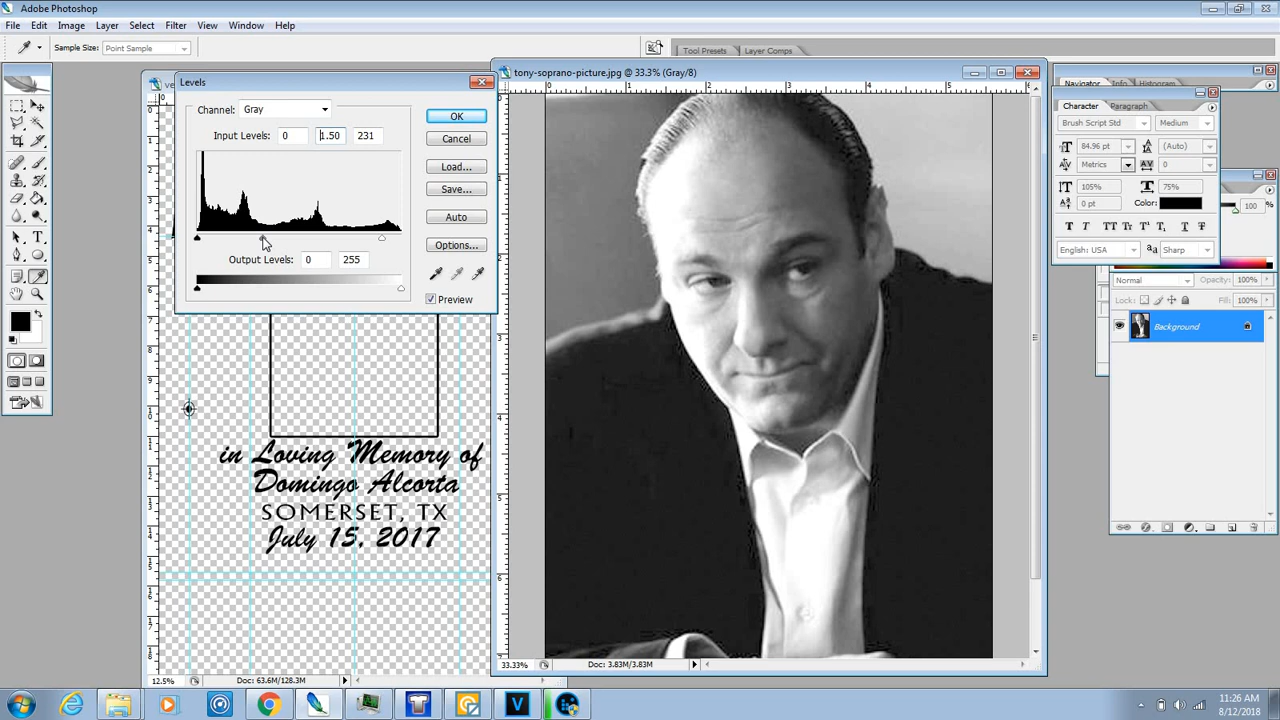 Adobe Photoshop
File Edit Image Layer Select Filter View Window Help
Sample Size: Point Sample
Tool Presets Layer Comps
tony-soprano-picture.jpg @ 33.3% (Gray/8)
Levels
Channel: Gray
Input Levels: 0 1.50 231
Output Levels: 0 255
OK
Cancel
Load...
Save...
Auto
Options...
Preview
in Loving Memory of
Domingo Alcorta
SOMERSET, TX
July 15, 2017
12.5% Doc: 63.6M/128.3M
33.33% Doc: 3.83M/3.83M
Navigator Info Histogram
Character Paragraph
Brush Script Std Medium
84.96 pt (Auto)
Metrics 0
105% 75%
0 pt Color:
T T TT Tr T T T T
English: USA aa Sharp
100
Normal Opacity: 100%
Lock: Fill: 100%
Background
11:26 AM
8/12/2018